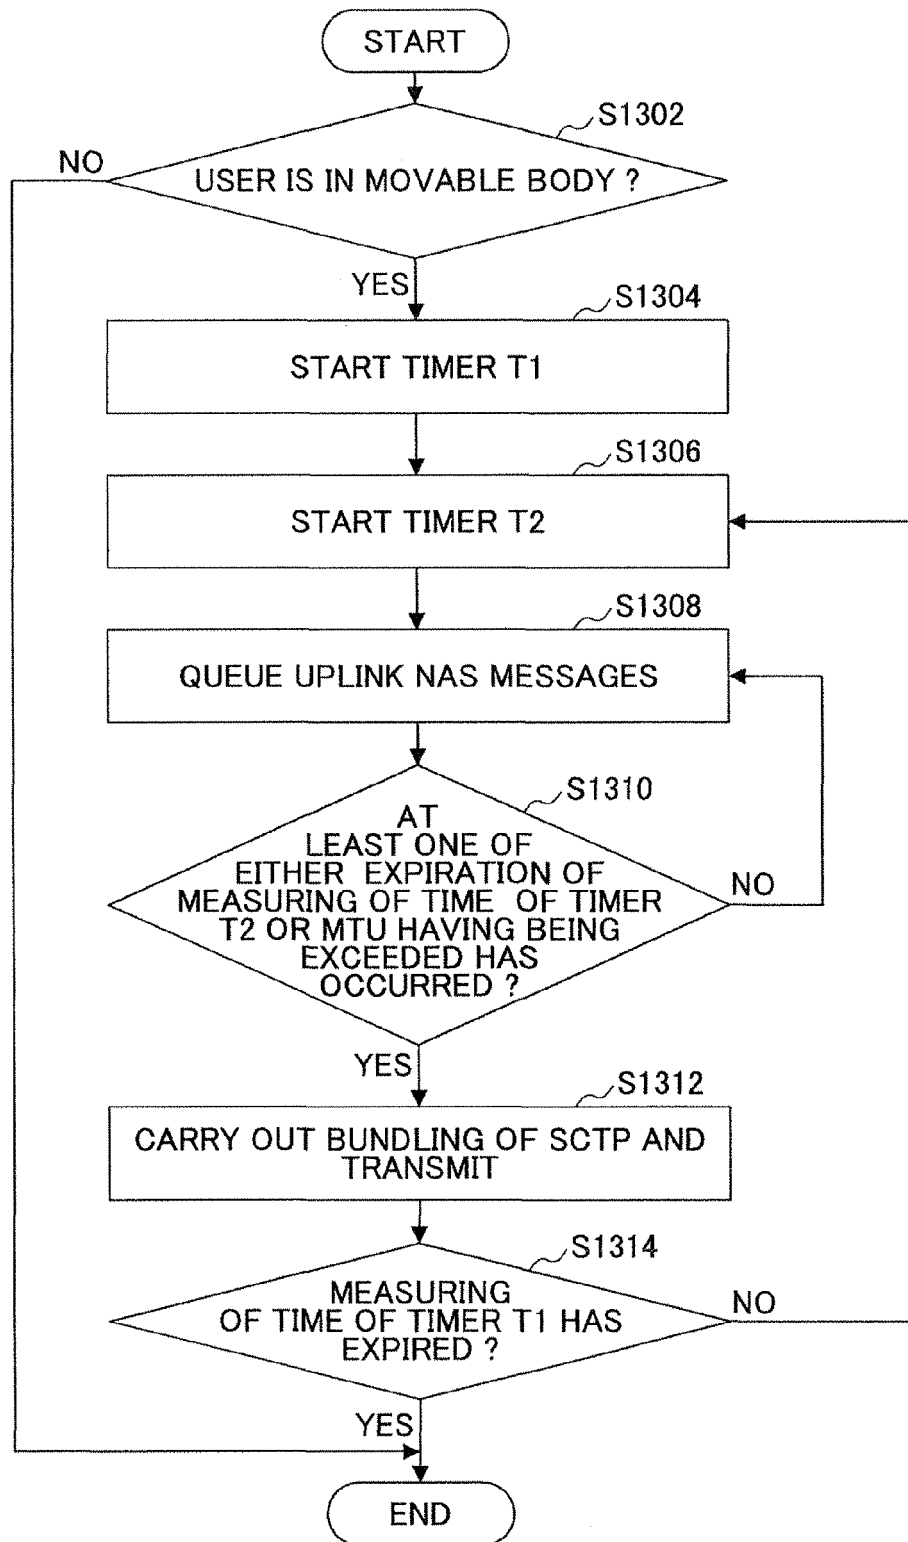 START
S1302
NO
USER IS IN MOVABLE BODY ?
YES
S1304
START TIMER T1
S1306
START TIMER T2
S1308
QUEUE UPLINK NAS MESSAGES
S1310
AT
LEAST ONE OF
EITHER EXPIRATION OF
MEASURING OF TIME OF TIMER
T2 OR MTU HAVING BEING
EXCEEDED HAS
OCCURRED ?
NO
YES
S1312
CARRY OUT BUNDLING OF SCTP AND
TRANSMIT
S1314
MEASURING
OF TIME OF TIMER T1 HAS
EXPIRED ?
NO
YES
END